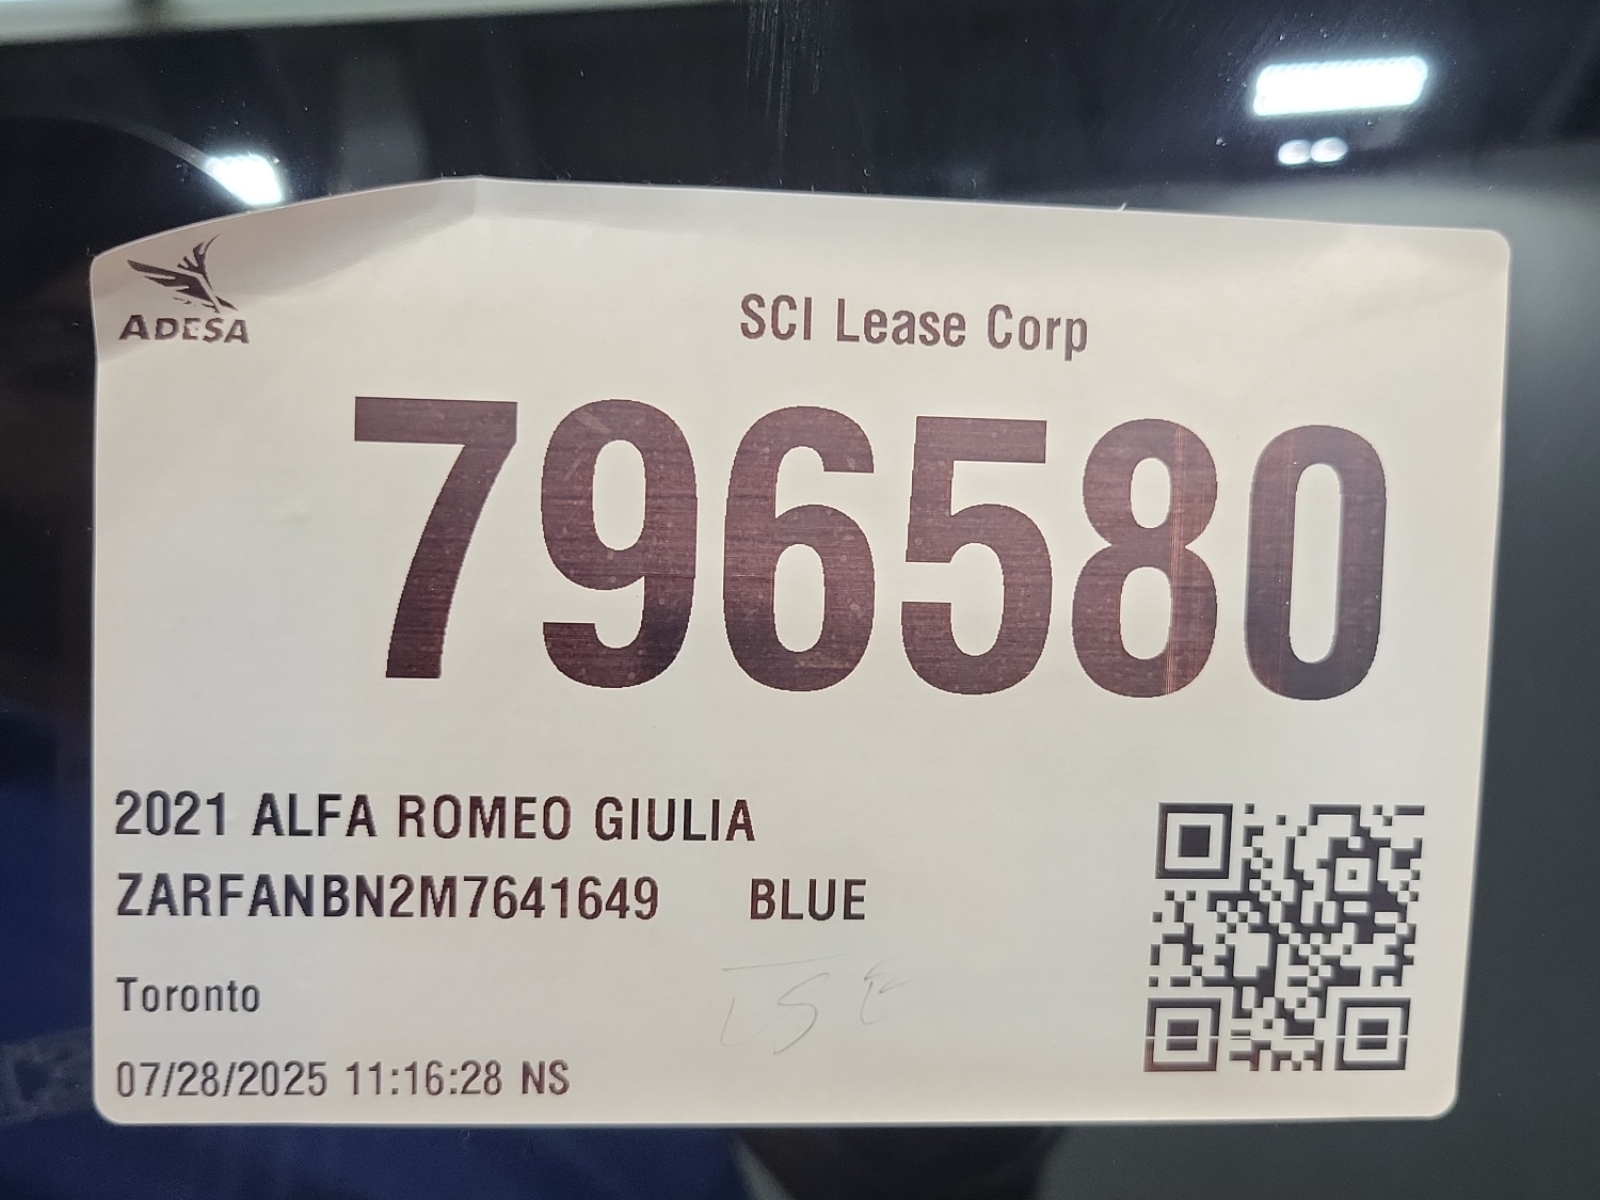 ADESA
SCI Lease Corp
796580
2021 ALFA ROMEO GIULIA
ZARFANBN2M7641649 BLUE
Toronto
07/28/2025 11:16:28 NS